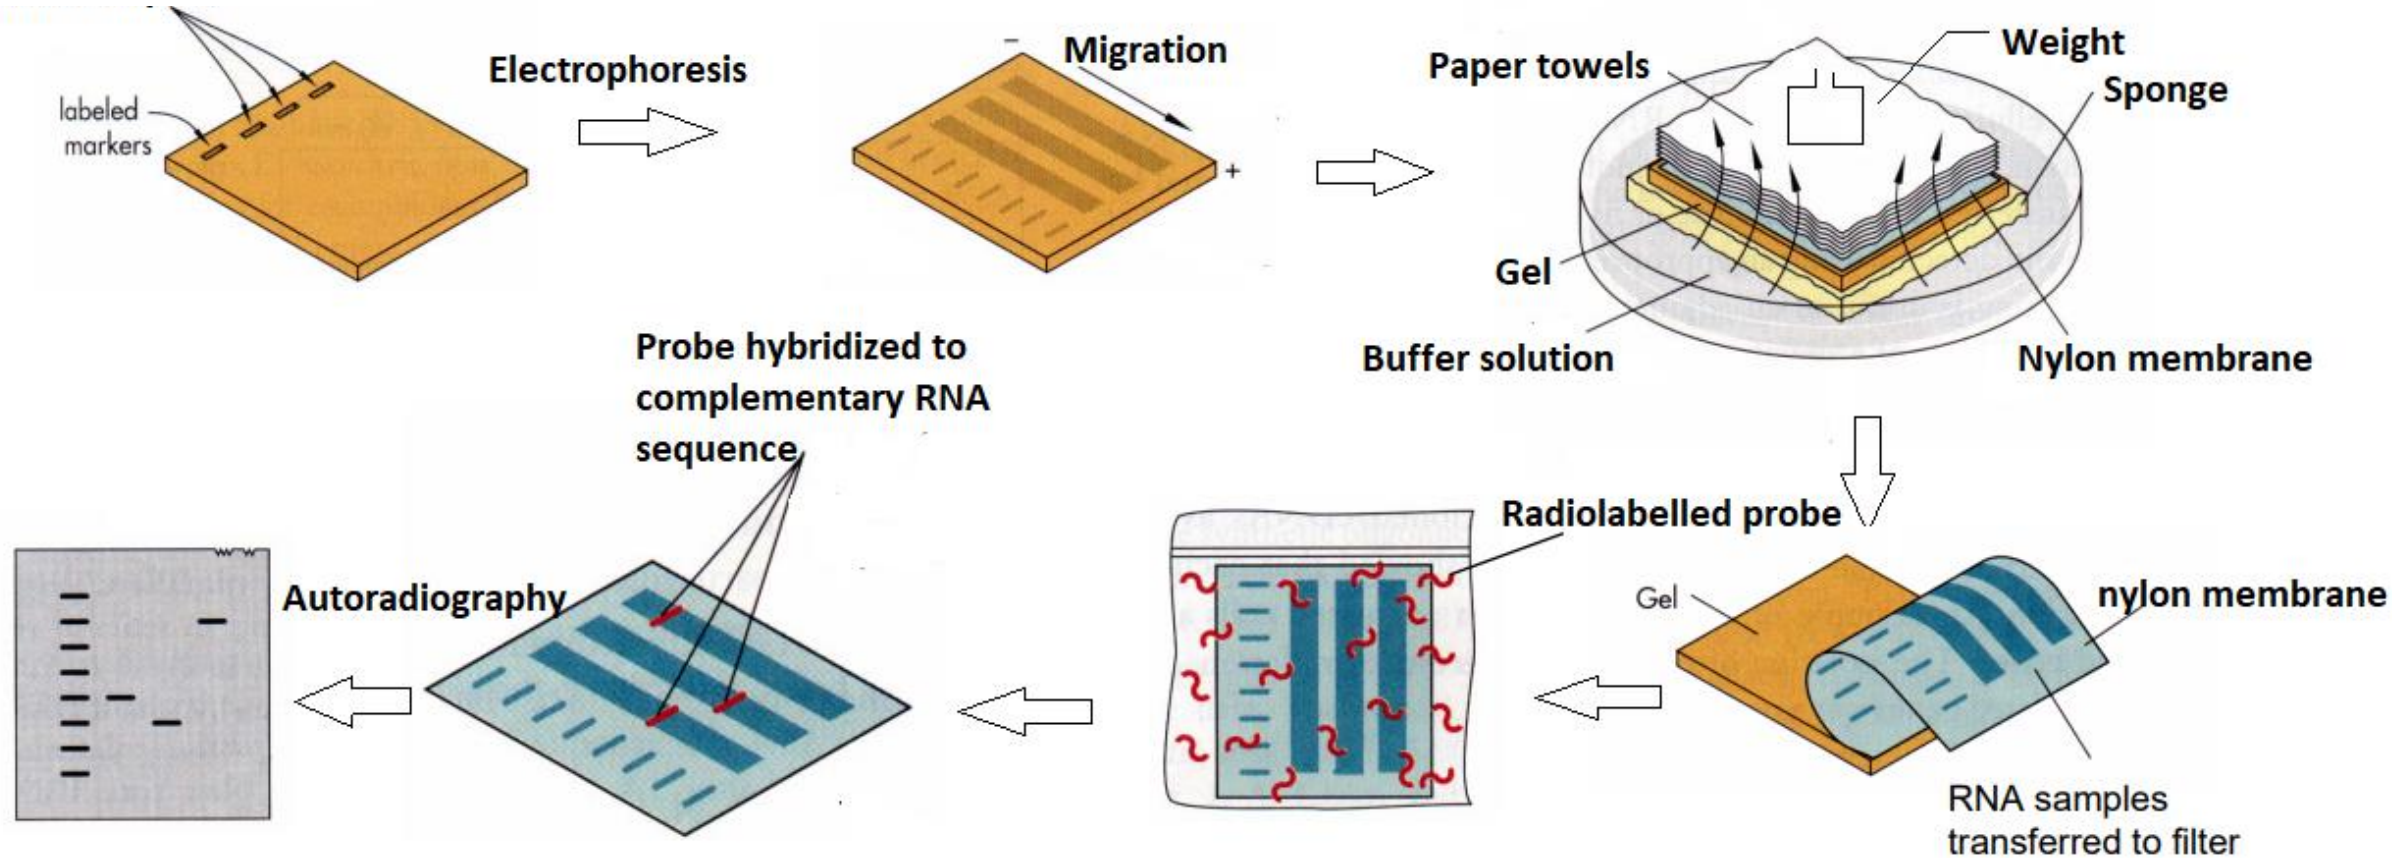 labeled
markers
Electrophoresis
−
Migration
+
Paper towels
Weight
Sponge
Gel
Buffer solution
Nylon membrane
Probe hybridized to
complementary RNA
sequence
Radiolabelled probe
Autoradiography
Gel
nylon membrane
RNA samples
transferred to filter